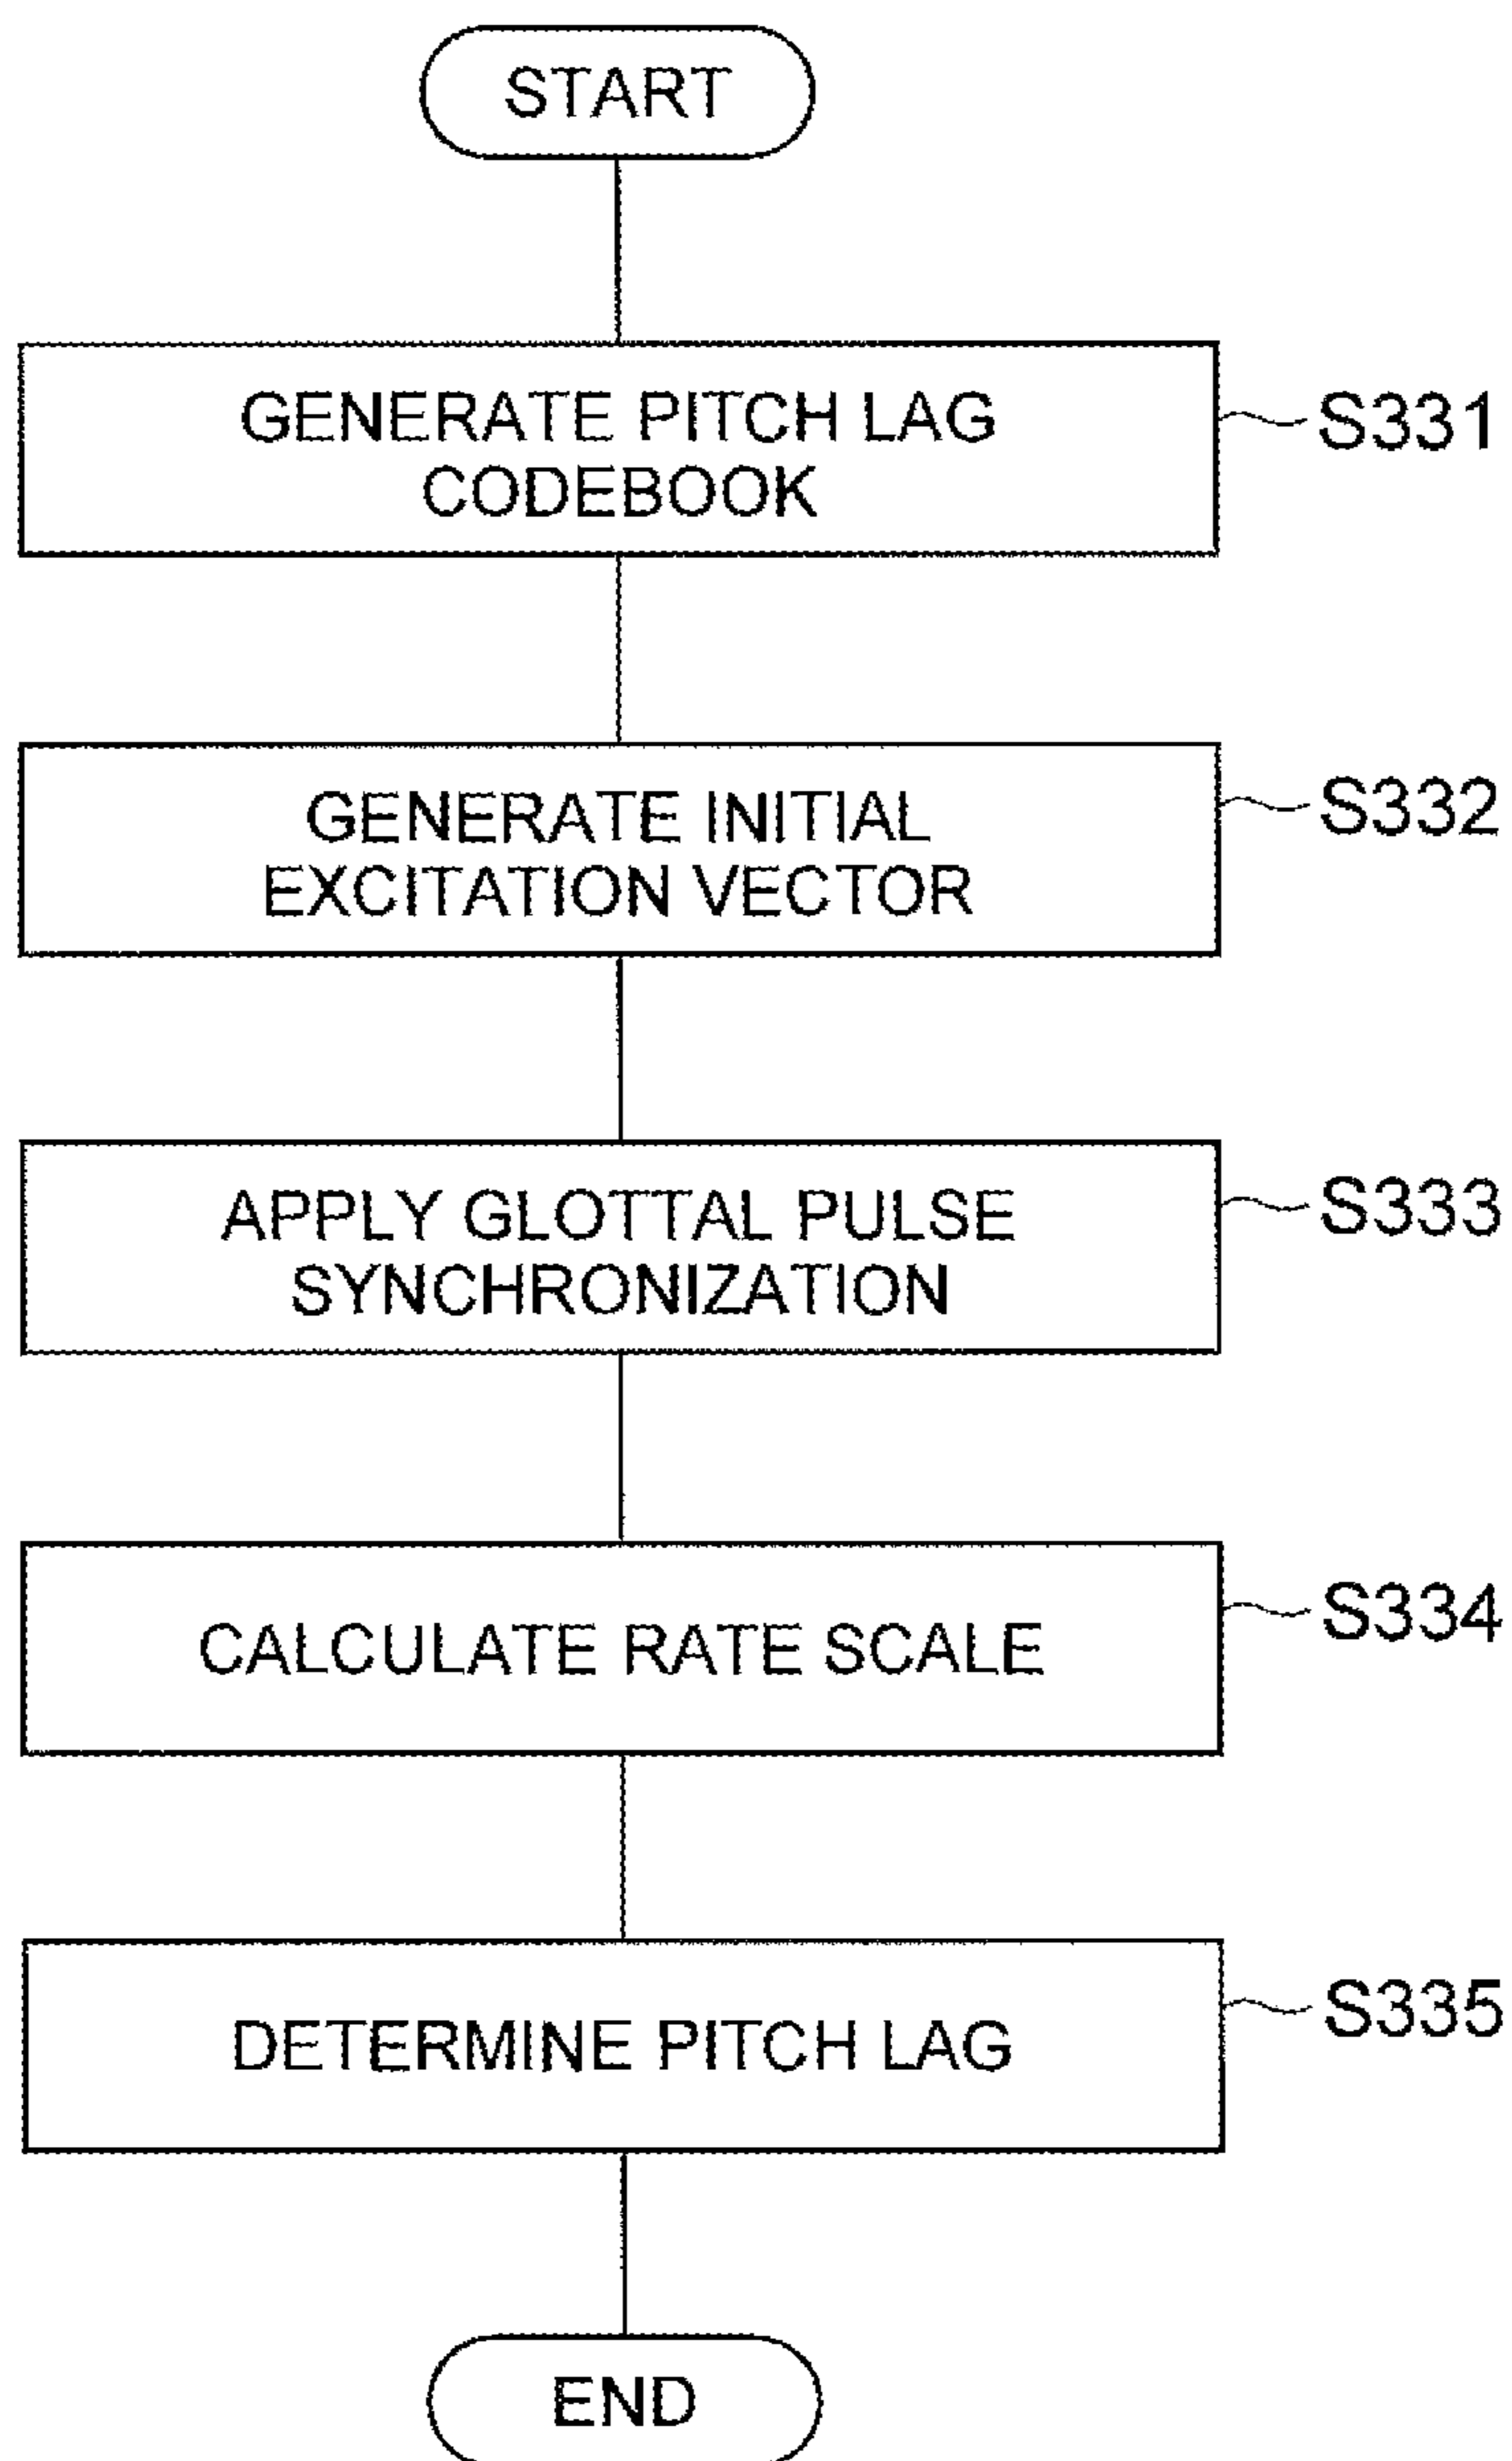 START
GENERATE PITCH LAG
CODEBOOK
S331
GENERATE INITIAL
EXCITATION VECTOR
S332
APPLY GLOTTAL PULSE
SYNCHRONIZATION
S333
CALCULATE RATE SCALE
S334
DETERMINE PITCH LAG
S335
END